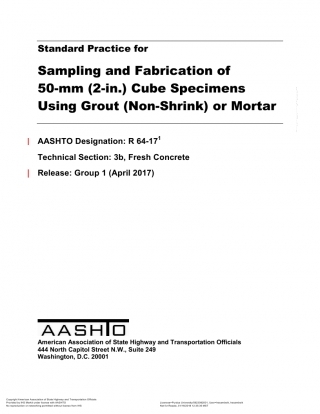 Standard Practice for
Sampling and Fabrication of
50-mm (2-in.) Cube Specimens
Using Grout (Non-Shrink) or Mortar
AASHTO Designation: R 64-17¹
Technical Section: 3b, Fresh Concrete
Release: Group 1 (April 2017)
AASHTO
American Association of State Highway and Transportation Officials
444 North Capitol Street N.W., Suite 249
Washington, D.C. 20001